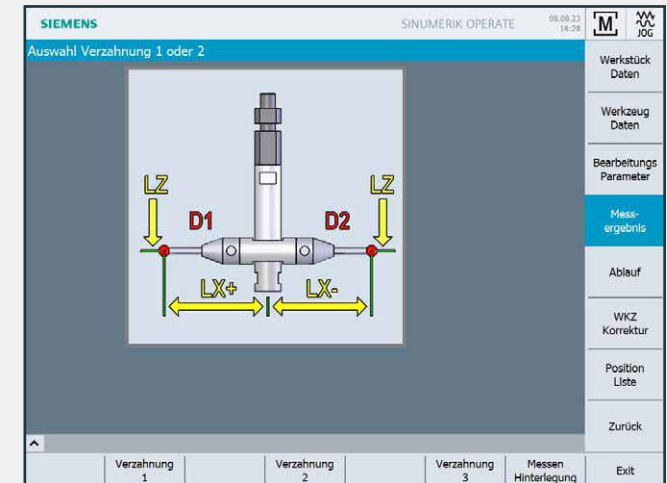 SIEMENS
SINUMERIK OPERATE
08.08.23
16:28
M
JOG
Auswahl Verzahnung 1 oder 2
LZ
LZ
D1
D2
LX+
LX-
Werkstück
Daten
Werkzeug
Daten
Bearbeitungs
Parameter
Mess-
ergebnis
Ablauf
WKZ
Korrektur
Position
Liste
Zurück
Verzahnung
1
Verzahnung
2
Verzahnung
3
Messen
Hinterlegung
Exit